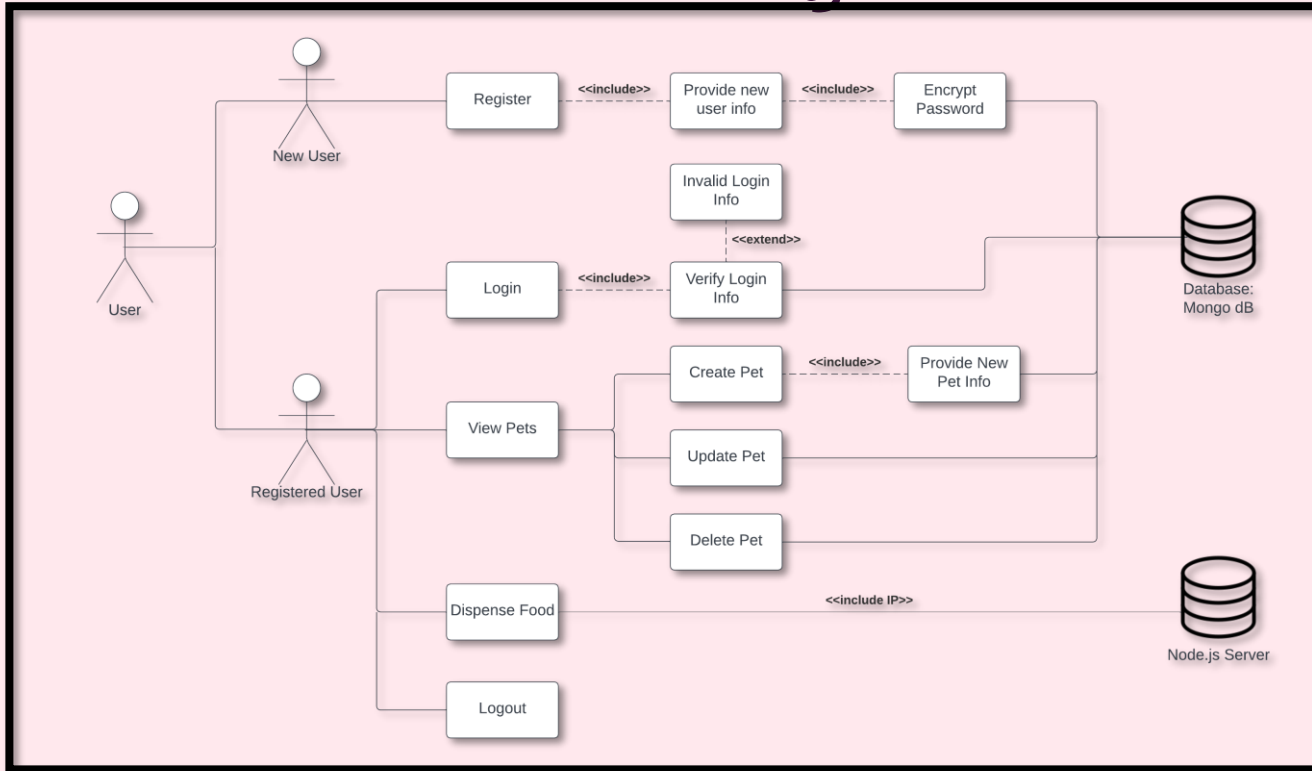 Register
<<include>>
Provide new
user info
<<include>>
Encrypt
Password
New User
Invalid Login
Info
<<extend>>
User
Login
<<include>>
Verify Login
Info
Database:
Mongo dB
Create Pet
<<include>>
Provide New
Pet Info
View Pets
Update Pet
Registered User
Delete Pet
Dispense Food
<<include IP>>
Node.js Server
Logout